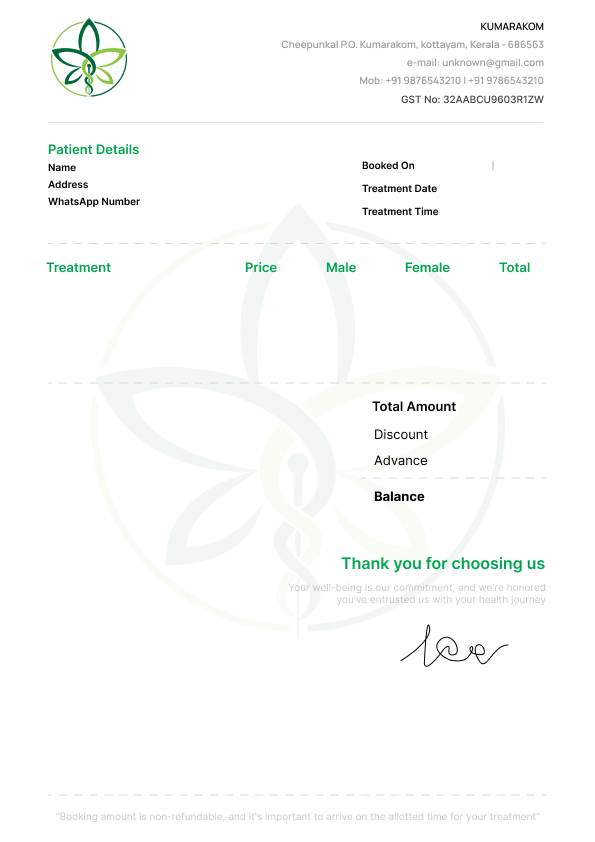 KUMARAKOM
Cheepunkal P.O. Kumarakom, kottayam, Kerala - 686563
e-mail: unknown@gmail.com
Mob: +91 9876543210 | +91 9786543210
GST No: 32AABCU9603R1ZW
Patient Details
Name
Address
WhatsApp Number
Booked On |
Treatment Date
Treatment Time
Treatment Price Male Female Total
Total Amount
Discount
Advance
Balance
Thank you for choosing us
Your well-being is our commitment, and we're honored
you've entrusted us with your health journey
"Booking amount is non-refundable, and it's important to arrive on the allotted time for your treatment"